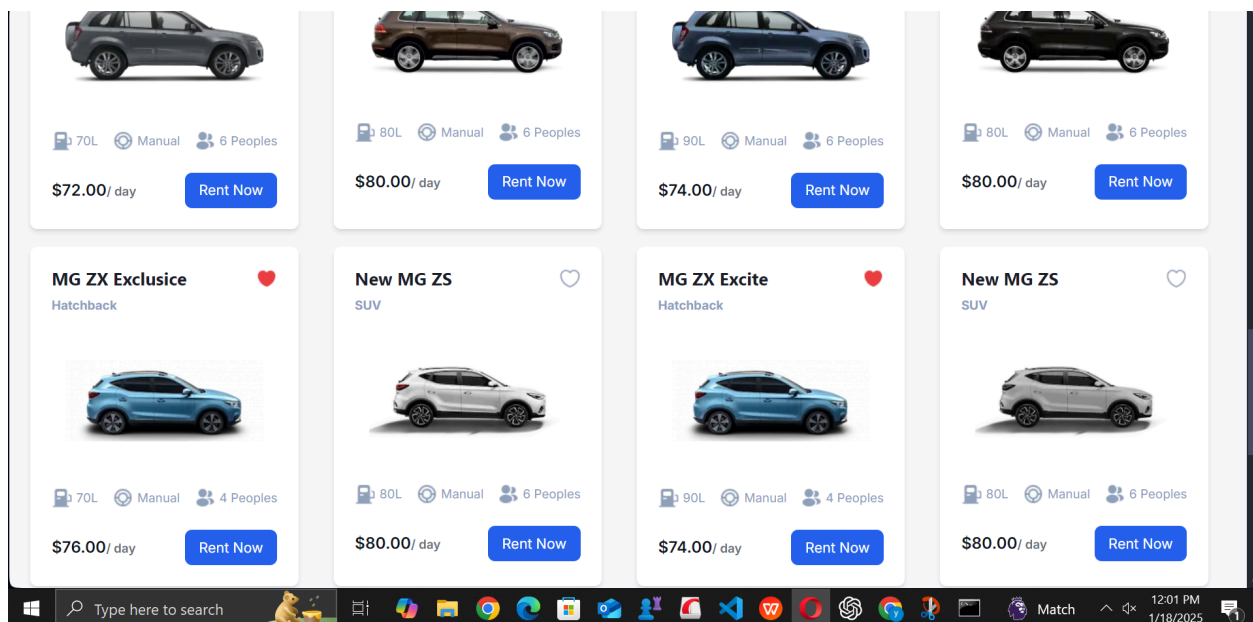 70L Manual 6 Peoples
80L Manual 6 Peoples
90L Manual 6 Peoples
80L Manual 6 Peoples
$72.00/ day Rent Now
$80.00/ day Rent Now
$74.00/ day Rent Now
$80.00/ day Rent Now
MG ZX Exclusice
Hatchback
70L Manual 4 Peoples
$76.00/ day Rent Now
New MG ZS
SUV
80L Manual 6 Peoples
$80.00/ day Rent Now
MG ZX Excite
Hatchback
90L Manual 4 Peoples
$74.00/ day Rent Now
New MG ZS
SUV
80L Manual 6 Peoples
$80.00/ day Rent Now
Type here to search
Match
12:01 PM
1/18/2025
1